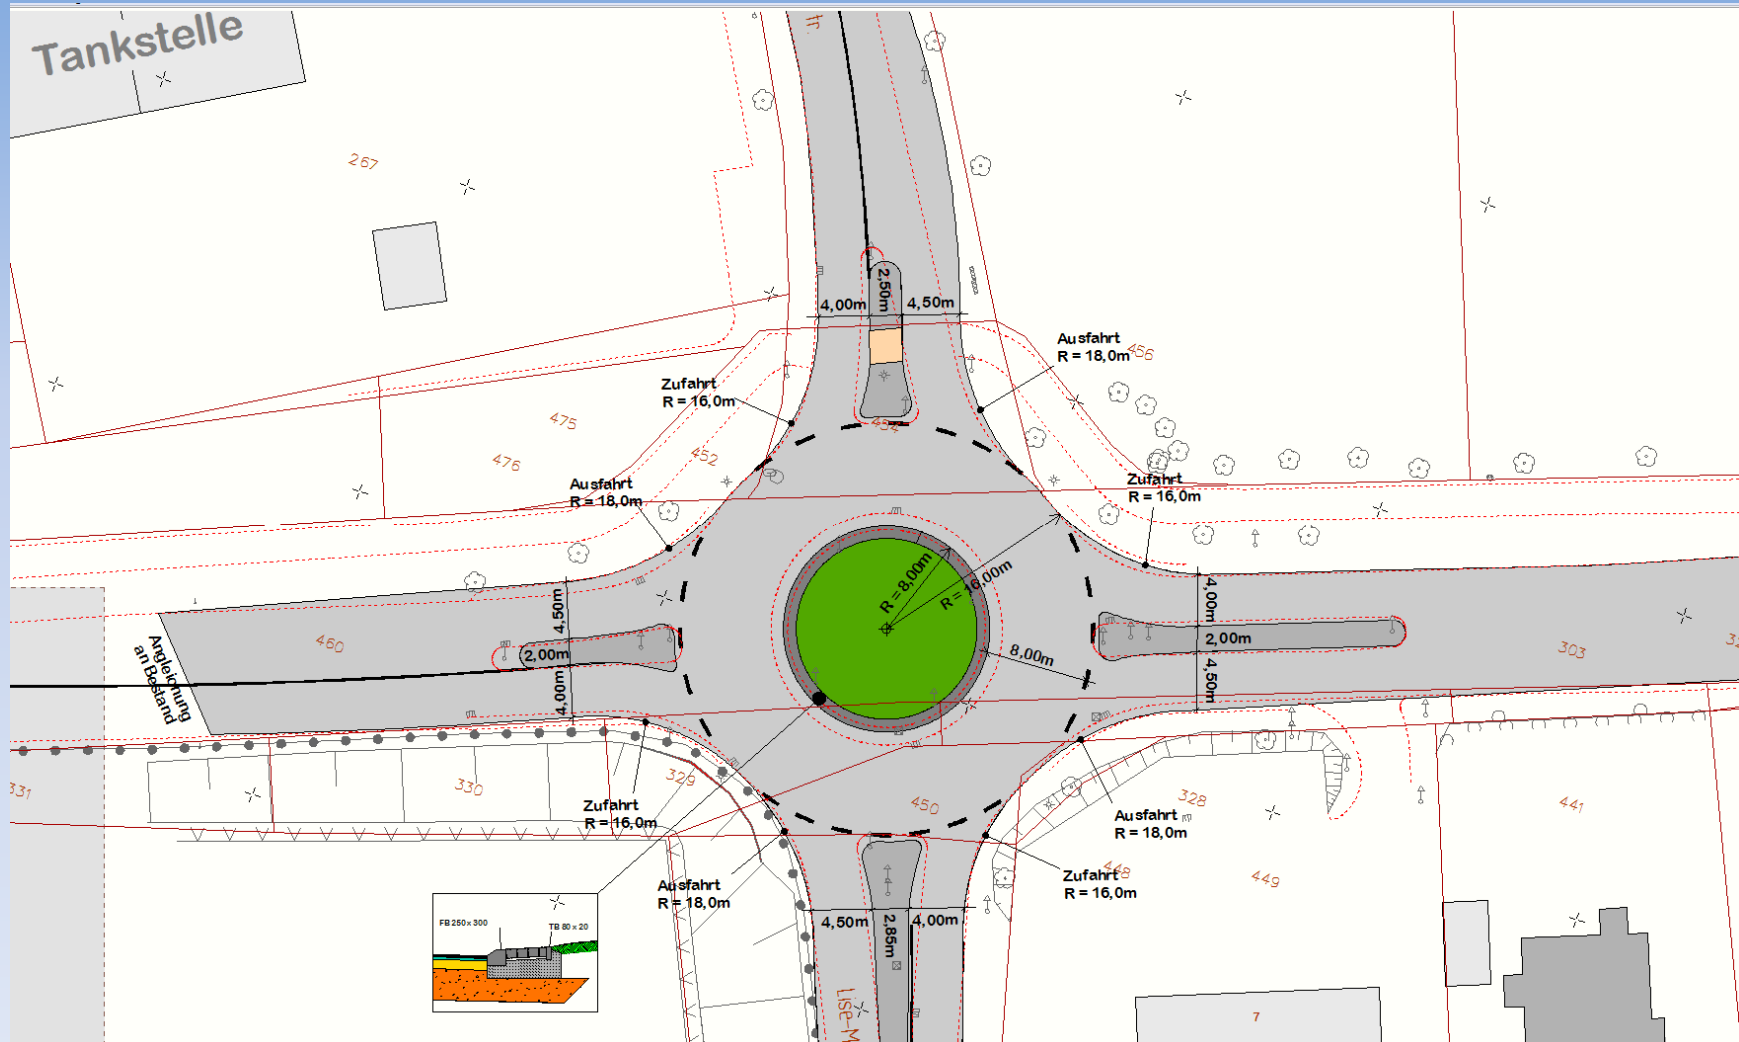 Tankstelle
tr.
267
2,50m
4,00m
4,50m
Ausfahrt
R = 18,0m
456
Zufahrt
R = 16,0m
475
454
452
476
Ausfahrt
R = 18,0m
Zufahrt
R = 16,0m
R = 8,00m
R = 16,00m
4,50m
4,00m
460
2,00m
2,00m
303
8,00m
Angleichung
an Bestand
4,00m
4,50m
331
330
329
450
328
441
Zufahrt
R = 16,0m
Ausfahrt
R = 18,0m
448
449
Zufahrt
R = 16,0m
Ausfahrt
R = 18,0m
4,50m
2,85m
4,00m
FB 250 x 300
TB 80 x 20
Lise-M
7